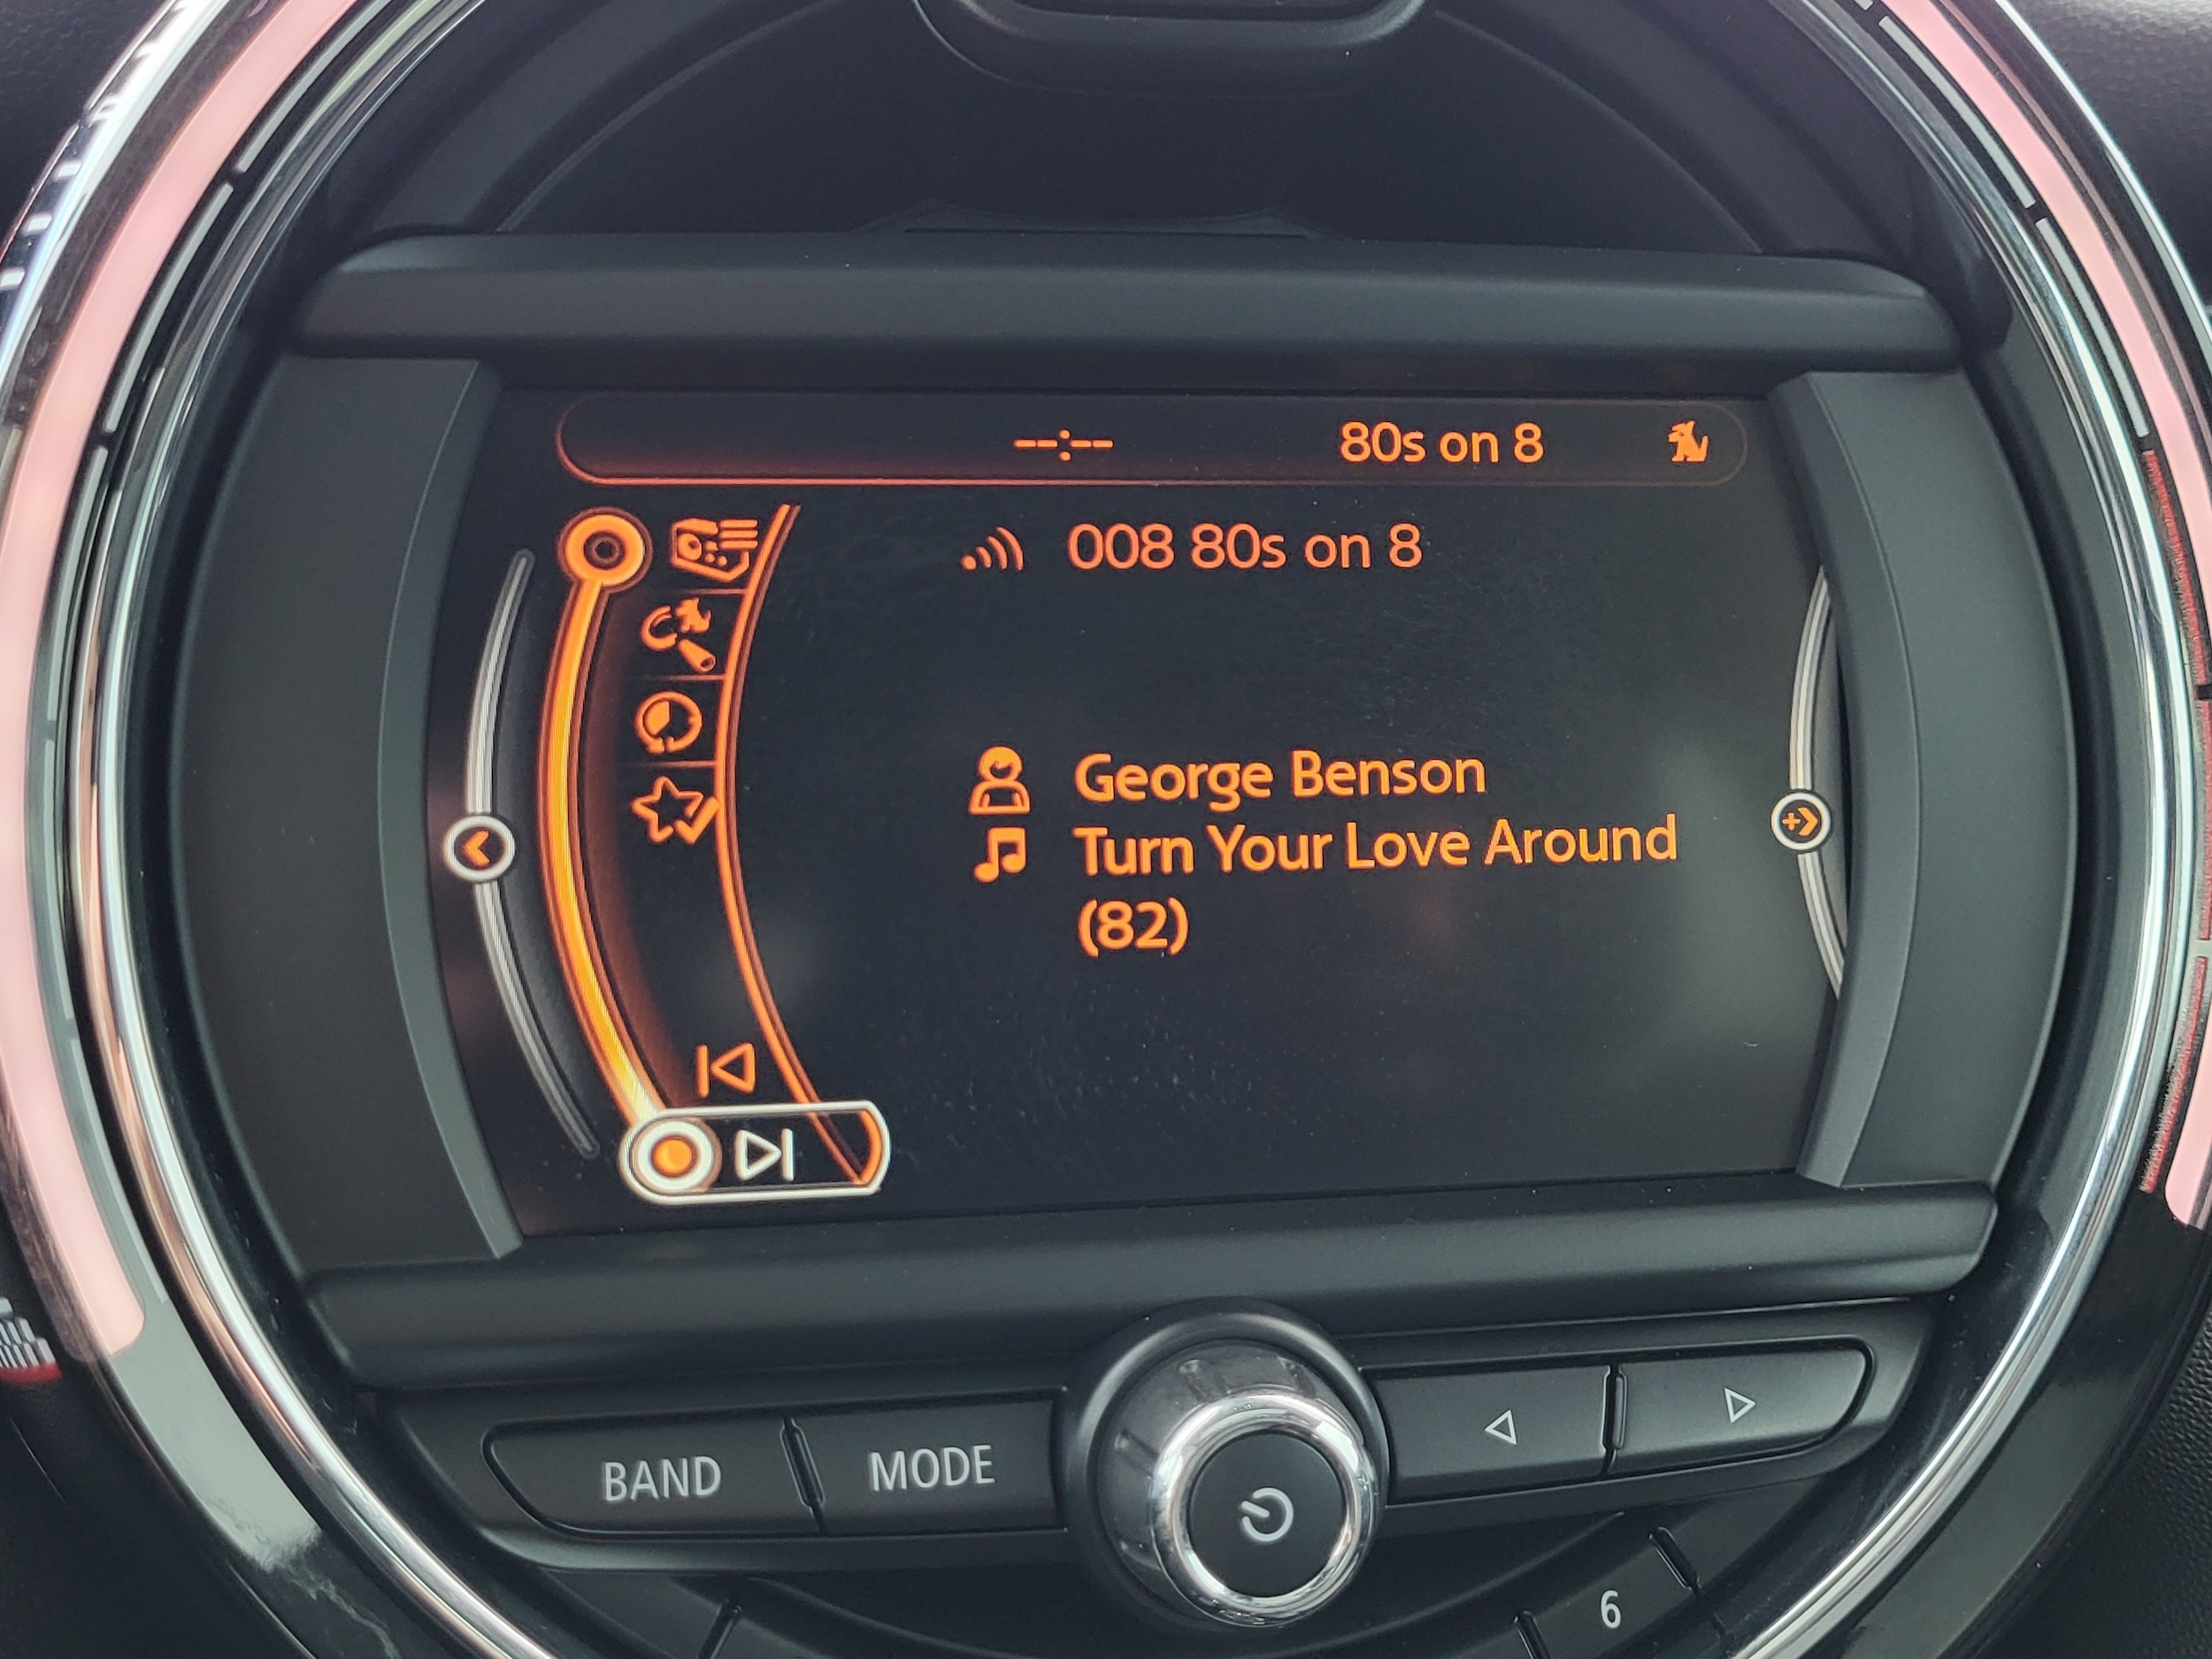 --:-- 80s on 8
008 80s on 8
George Benson
Turn Your Love Around
(82)
BAND MODE
6